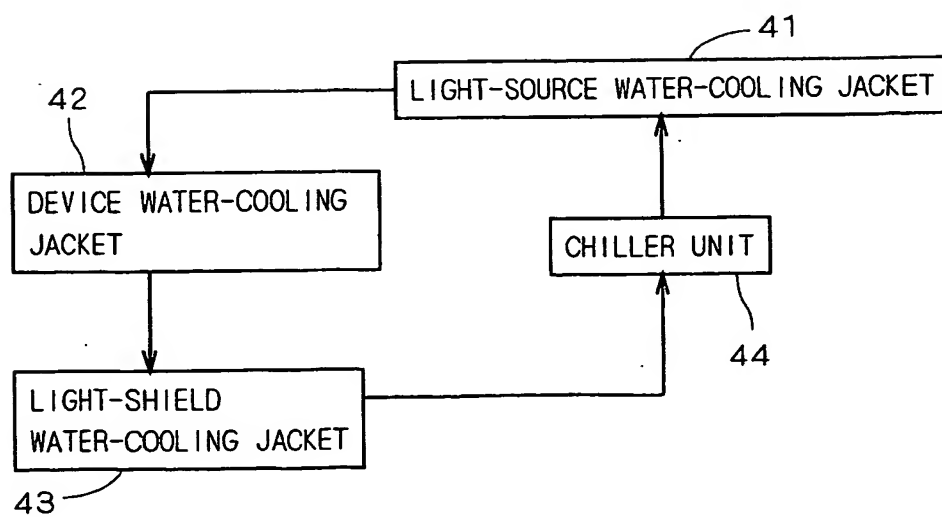 41
LIGHT-SOURCE WATER-COOLING JACKET
42
DEVICE WATER-COOLING
JACKET
CHILLER UNIT
44
LIGHT-SHIELD
WATER-COOLING JACKET
43